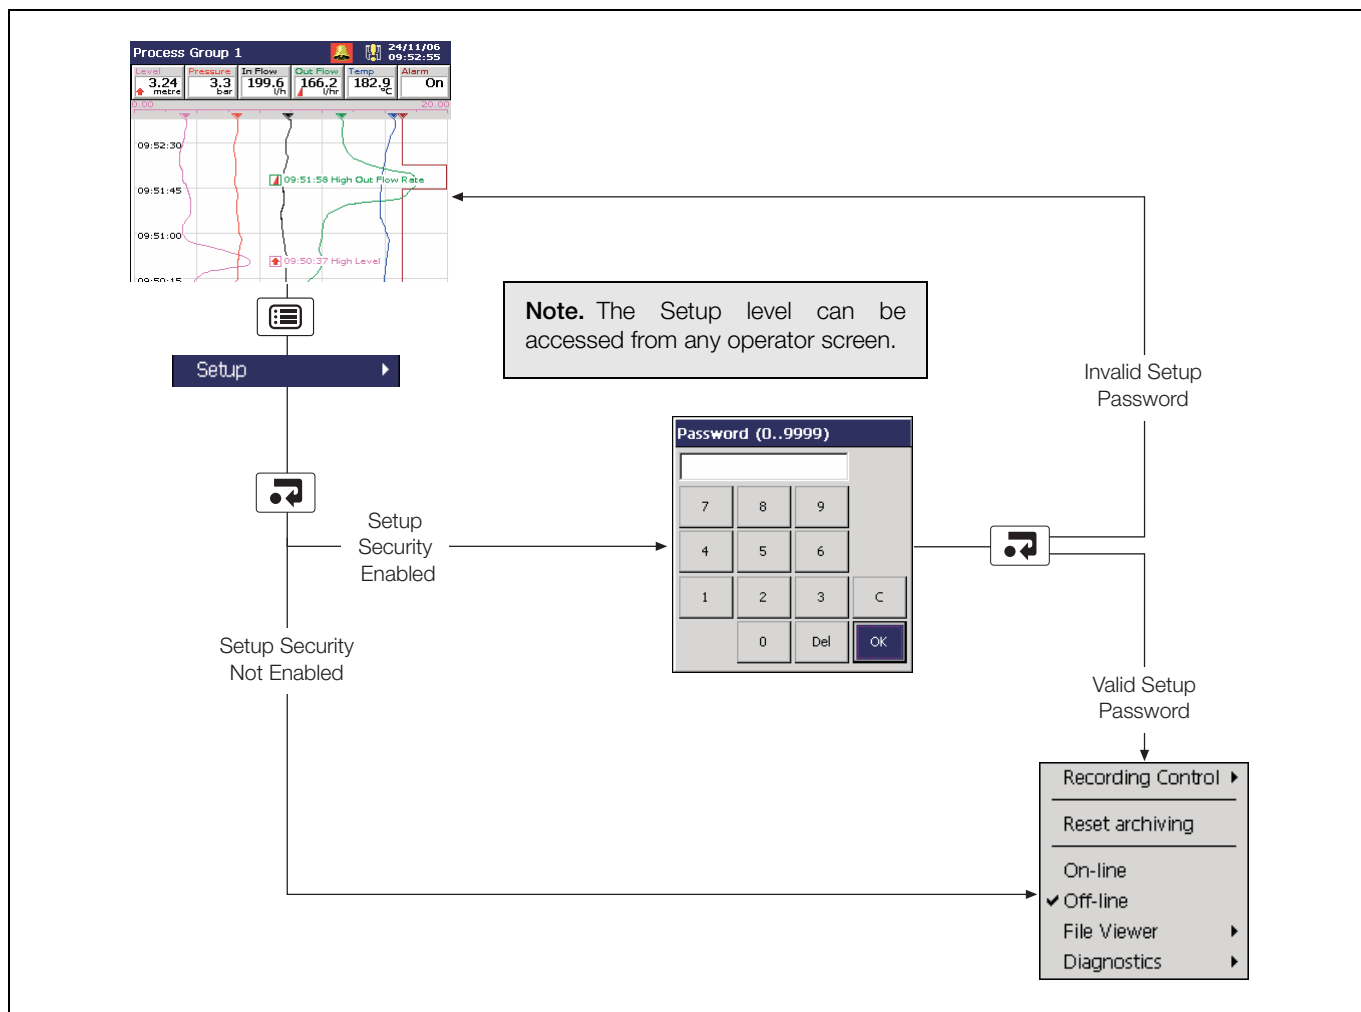 Process Group 1
24/11/06
09:52:55
Level Pressure In Flow Out Flow Temp Alarm
3.24 3.3 199.6 166.2 182.9 On
metre bar l/h l/hr °C
0.00 20.00
09:52:30
09:51:58 High Out Flow Rate
09:51:45
09:51:00
09:50:37 High Level
09:50:15
Note. The Setup level can be
accessed from any operator screen.
Setup
Invalid Setup
Password
Password (0..9999)
7 8 9
4 5 6
1 2 3 C
0 Del OK
Setup
Security
Enabled
Setup Security
Not Enabled
Valid Setup
Password
Recording Control
Reset archiving
On-line
Off-line
File Viewer
Diagnostics